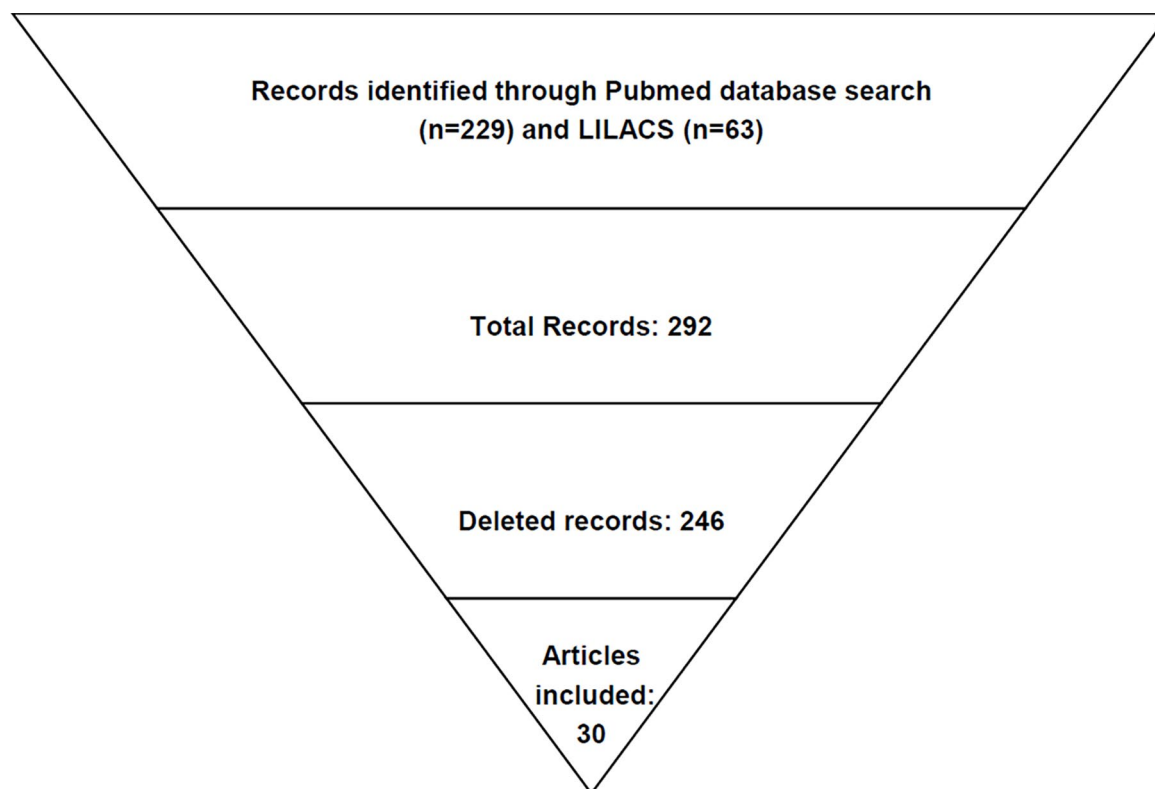 Records identified through Pubmed database search
(n=229) and LILACS (n=63)
Total Records: 292
Deleted records: 246
Articles
included:
30